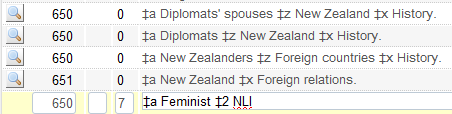 650 0 ‡a Diplomats' spouses ‡z New Zealand ‡x History.
650 0 ‡a Diplomats ‡z New Zealand ‡x History.
650 0 ‡a New Zealanders ‡z Foreign countries ‡x History.
651 0 ‡a New Zealand ‡x Foreign relations.
650 7 ‡a Feminist ‡2 NLI